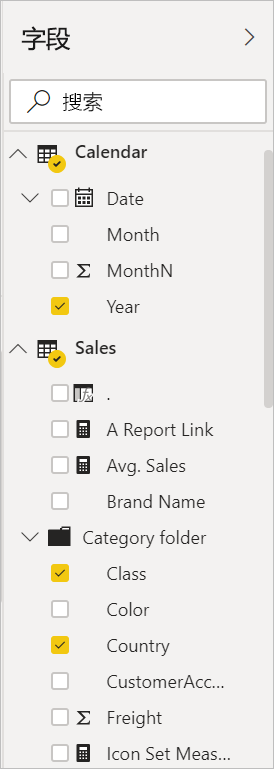 字段
搜索
Calendar
Date
Month
Σ MonthN
Year
Sales
.
A Report Link
Avg. Sales
Brand Name
Category folder
Class
Color
Country
CustomerAcc...
Σ Freight
Icon Set Meas...